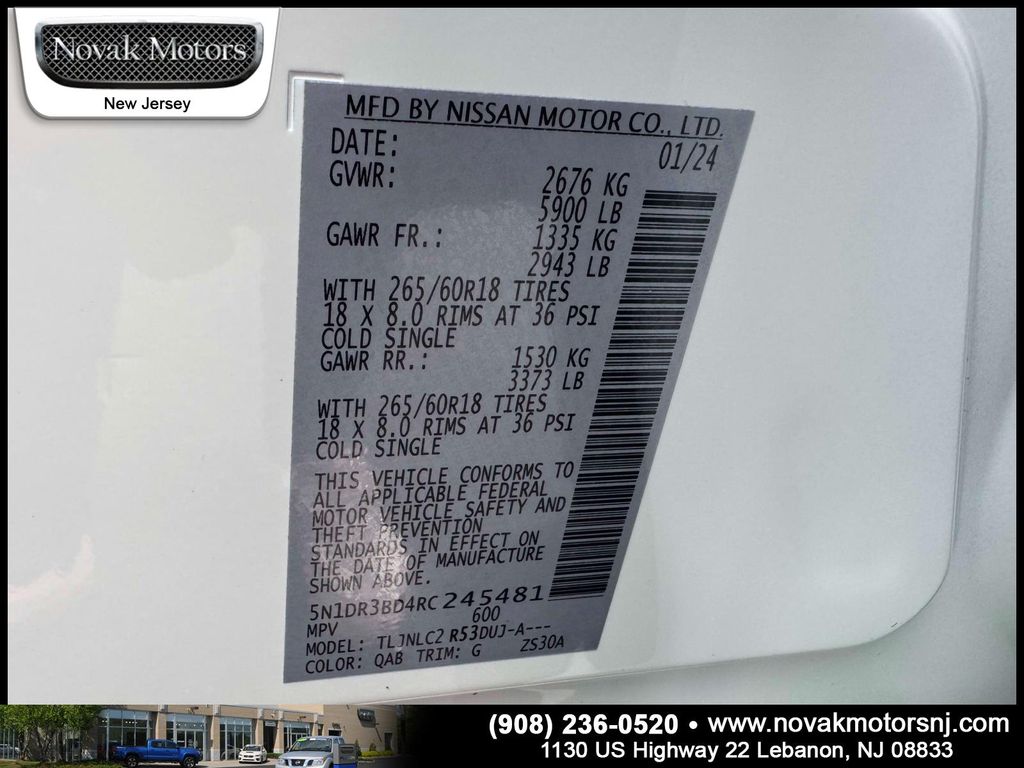 Novak Motors
New Jersey
MFD BY NISSAN MOTOR CO., LTD.
DATE: 01/24
GVWR: 2676 KG
5900 LB
GAWR FR.: 1335 KG
2943 LB
WITH 265/60R18 TIRES
18 X 8.0 RIMS AT 36 PSI
COLD SINGLE
GAWR RR.: 1530 KG
3373 LB
WITH 265/60R18 TIRES
18 X 8.0 RIMS AT 36 PSI
COLD SINGLE
THIS VEHICLE CONFORMS TO
ALL APPLICABLE FEDERAL
MOTOR VEHICLE SAFETY AND
THEFT PREVENTION
STANDARDS IN EFFECT ON
THE DATE OF MANUFACTURE
SHOWN ABOVE.
5N1DR3BD4RC245481
MPV 600
MODEL: TLJNLC2 R53DUJ-A---
COLOR: QAB TRIM: G ZS30A
(908) 236-0520 • www.novakmotorsnj.com
1130 US Highway 22 Lebanon, NJ 08833